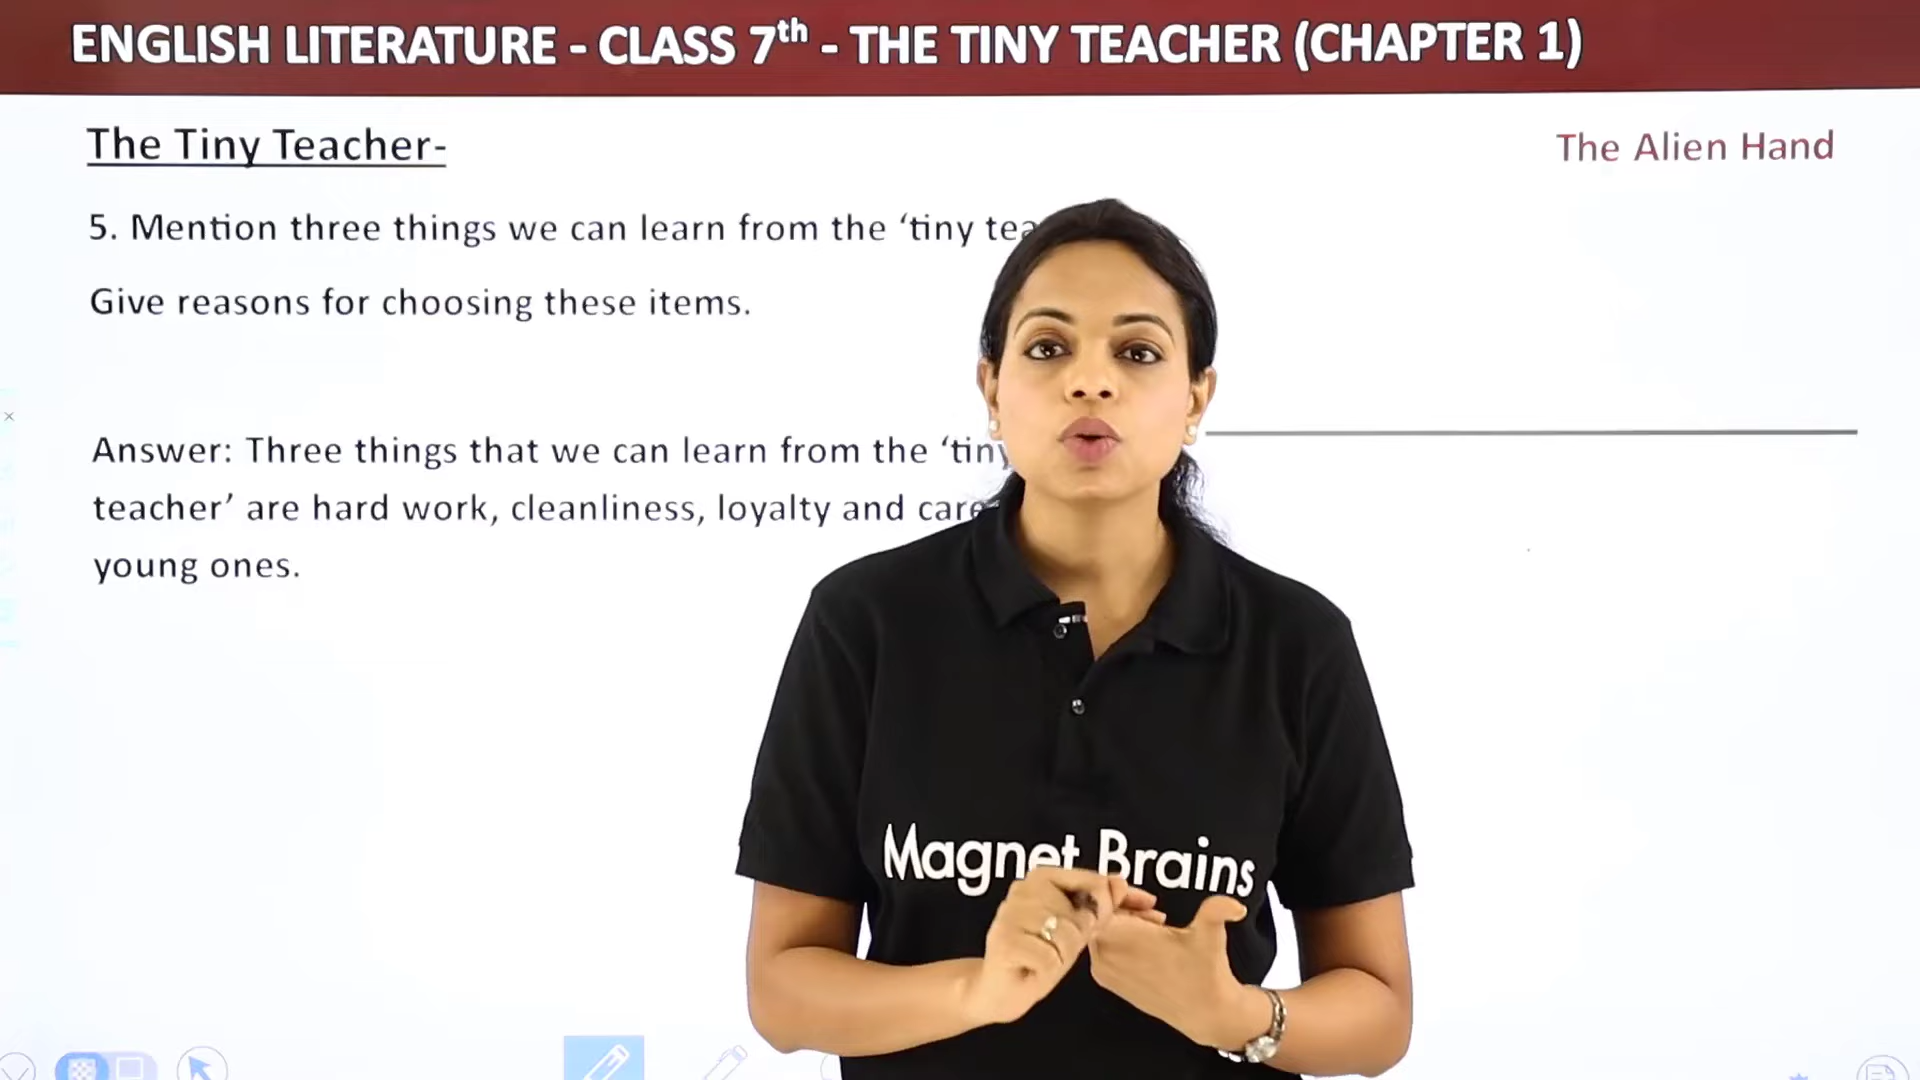 ENGLISH LITERATURE - CLASS 7th - THE TINY TEACHER (CHAPTER 1)
The Tiny Teacher-
The Alien Hand
5. Mention three things we can learn from the ‘tiny
Give reasons for choosing these items.
Answer: Three things that we can learn from the ‘tiny
teacher’ are hard work, cleanliness, loyalty and care
young ones.
Magnet Brains